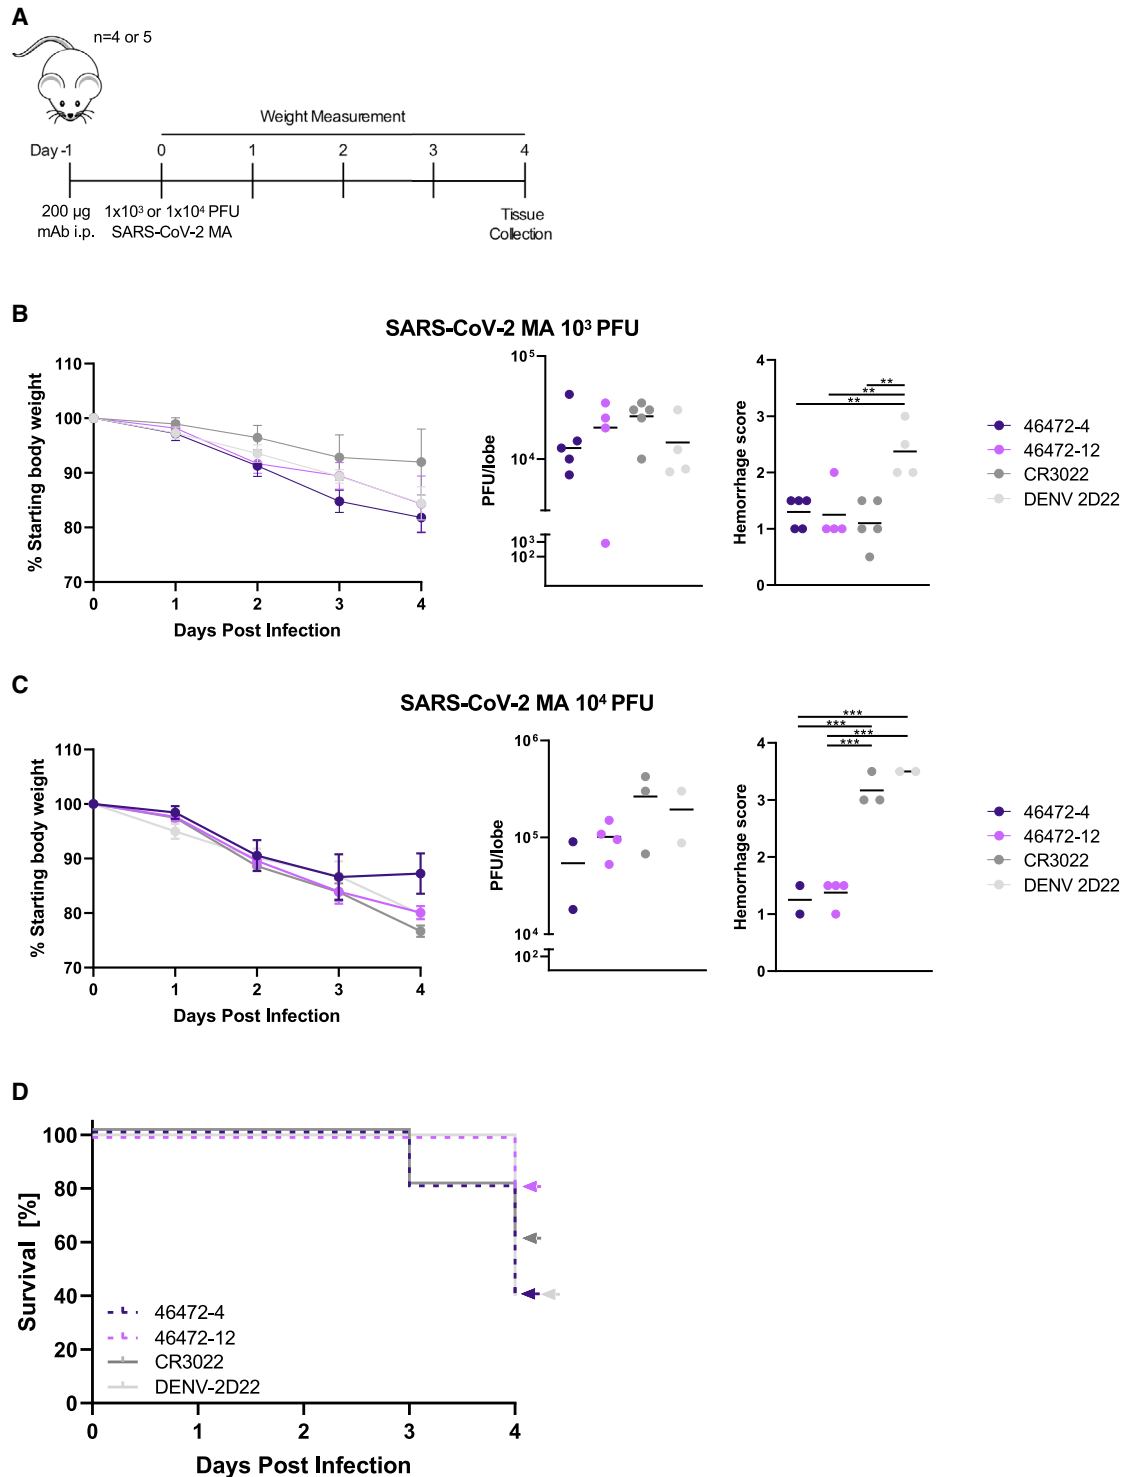 A
n=4 or 5
Weight Measurement
Day -1 0 1 2 3 4
200 µg 1x10³ or 1x10⁴ PFU Tissue
mAb i.p. SARS-CoV-2 MA Collection
B
SARS-CoV-2 MA 10³ PFU
% Starting body weight
110
100
90
80
70
0 1 2 3 4
Days Post Infection
PFU/lobe
10⁵
10⁴
10³
10²
Hemorrhage score
4
3
2
1
0
**
**
**
46472-4
46472-12
CR3022
DENV 2D22
C
SARS-CoV-2 MA 10⁴ PFU
% Starting body weight
110
100
90
80
70
0 1 2 3 4
Days Post Infection
PFU/lobe
10⁶
10⁵
10⁴
10²
Hemorrhage score
4
3
2
1
0
***
***
***
***
46472-4
46472-12
CR3022
DENV 2D22
D
Survival [%]
100
80
60
40
20
0
46472-4
46472-12
CR3022
DENV-2D22
0 1 2 3 4
Days Post Infection